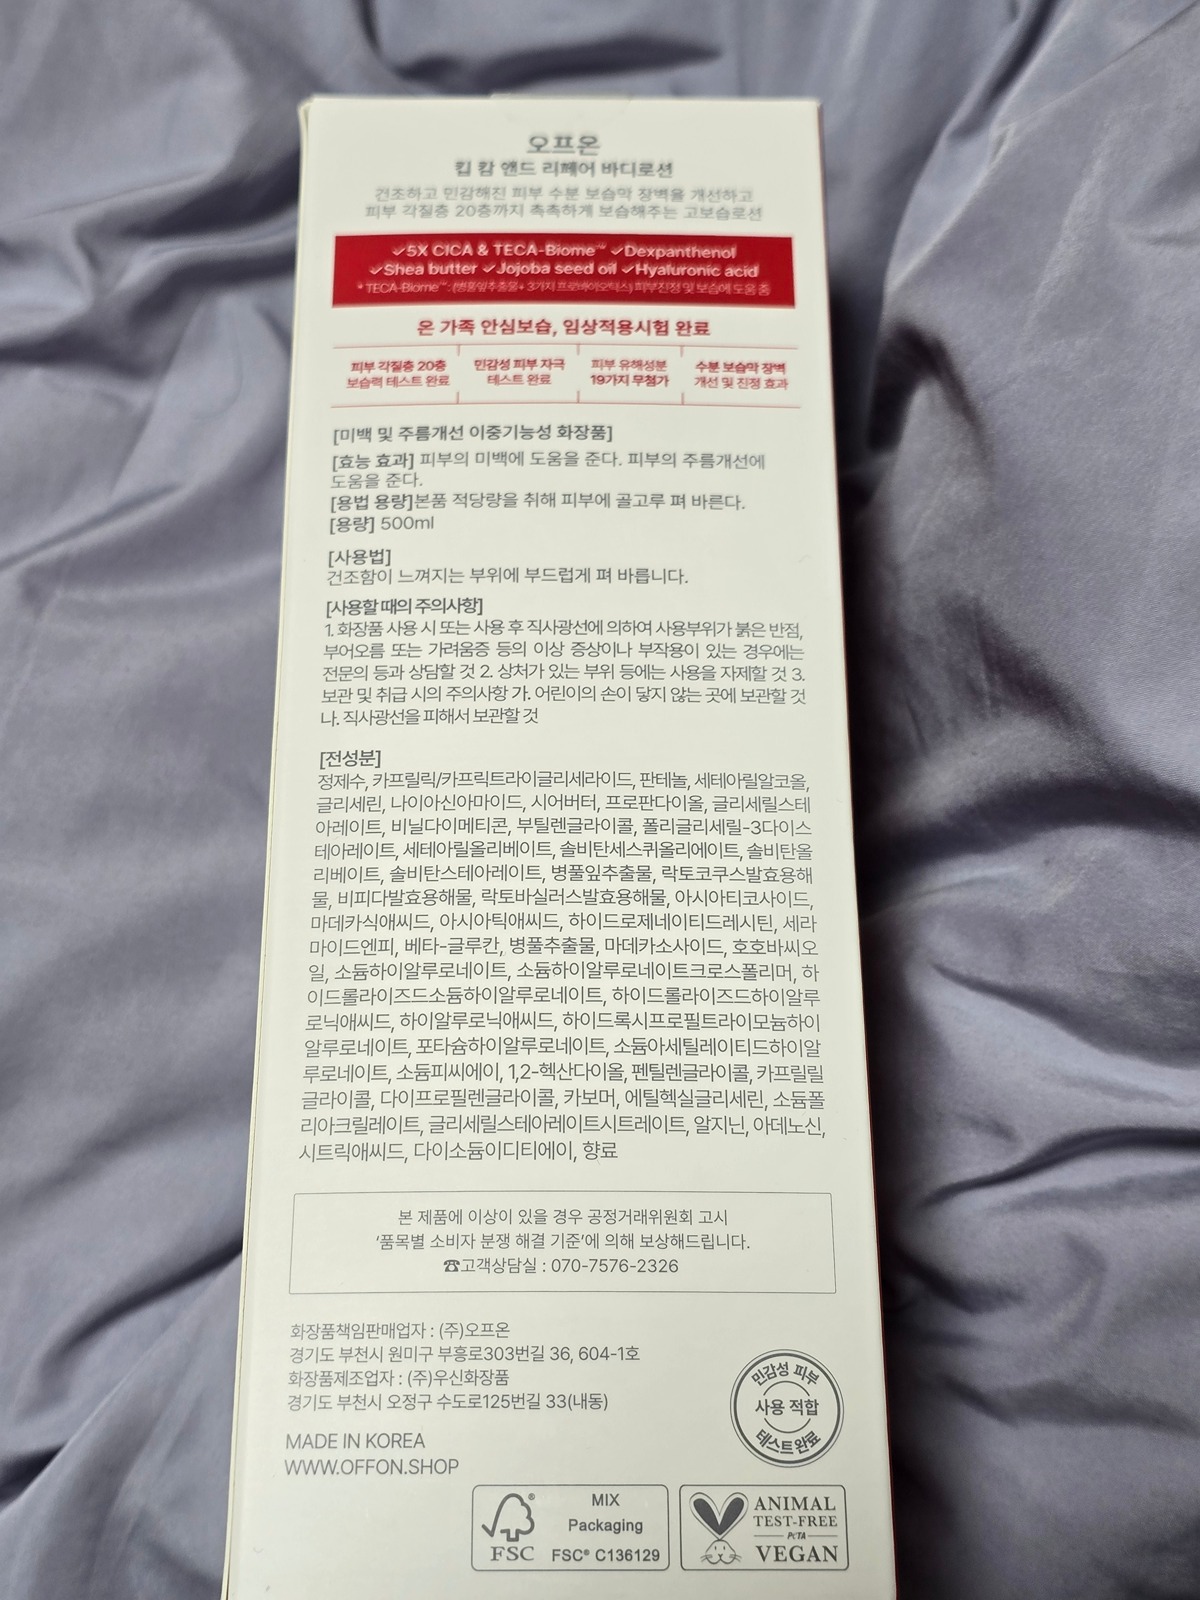 오프온
킵 캄 앤드 리페어 바디로션
건조하고 민감해진 피부 수분 보습막 장벽을 개선하고
피부 각질층 20층까지 촉촉하게 보습해주는 고보습로션
✓5X CICA & TECA-Biome™ ✓Dexpanthenol
✓Shea butter ✓Jojoba seed oil ✓Hyaluronic acid
* TECA-Biome™ : (병풀잎추출물+ 3가지 프로바이오틱스) 피부진정 및 보습에 도움 줌
온 가족 안심보습, 임상적용시험 완료
피부 각질층 20층
보습력 테스트 완료
민감성 피부 자극
테스트 완료
피부 유해성분
19가지 무첨가
수분 보습막 장벽
개선 및 진정 효과
[미백 및 주름개선 이중기능성 화장품]
[효능 효과] 피부의 미백에 도움을 준다. 피부의 주름개선에
도움을 준다.
[용법 용량]본품 적당량을 취해 피부에 골고루 펴 바른다.
[용량] 500ml
[사용법]
건조함이 느껴지는 부위에 부드럽게 펴 바릅니다.
[사용할 때의 주의사항]
1. 화장품 사용 시 또는 사용 후 직사광선에 의하여 사용부위가 붉은 반점,
부어오름 또는 가려움증 등의 이상 증상이나 부작용이 있는 경우에는
전문의 등과 상담할 것 2. 상처가 있는 부위 등에는 사용을 자제할 것 3.
보관 및 취급 시의 주의사항 가. 어린이의 손이 닿지 않는 곳에 보관할 것
나. 직사광선을 피해서 보관할 것
[전성분]
정제수, 카프릴릭/카프릭트라이글리세라이드, 판테놀, 세테아릴알코올,
글리세린, 나이아신아마이드, 시어버터, 프로판다이올, 글리세릴스테
아레이트, 비닐다이메티콘, 부틸렌글라이콜, 폴리글리세릴-3다이스
테아레이트, 세테아릴올리베이트, 솔비탄세스퀴올리에이트, 솔비탄올
리베이트, 솔비탄스테아레이트, 병풀잎추출물, 락토코쿠스발효용해
물, 비피다발효용해물, 락토바실러스발효용해물, 아시아티코사이드,
마데카식애씨드, 아시아틱애씨드, 하이드로제네이티드레시틴, 세라
마이드엔피, 베타-글루칸, 병풀추출물, 마데카소사이드, 호호바씨오
일, 소듐하이알루로네이트, 소듐하이알루로네이트크로스폴리머, 하
이드롤라이즈드소듐하이알루로네이트, 하이드롤라이즈드하이알루
로닉애씨드, 하이알루로닉애씨드, 하이드록시프로필트라이모늄하이
알루로네이트, 포타슘하이알루로네이트, 소듐아세틸레이티드하이알
루로네이트, 소듐피씨에이, 1,2-헥산다이올, 펜틸렌글라이콜, 카프릴릴
글라이콜, 다이프로필렌글라이콜, 카보머, 에틸헥실글리세린, 소듐폴
리아크릴레이트, 글리세릴스테아레이트시트레이트, 알지닌, 아데노신,
시트릭애씨드, 다이소듐이디티에이, 향료
본 제품에 이상이 있을 경우 공정거래위원회 고시
'품목별 소비자 분쟁 해결 기준'에 의해 보상해드립니다.
☎고객상담실 : 070-7576-2326
화장품책임판매업자 : (주)오프온
경기도 부천시 원미구 부흥로303번길 36, 604-1호
화장품제조업자 : (주)우신화장품
경기도 부천시 오정구 수도로125번길 33(내동)
MADE IN KOREA
WWW.OFFON.SHOP
민감성 피부
사용 적합
테스트완료
FSC®
MIX
Packaging
FSC® C136129
ANIMAL
TEST-FREE
PETA
VEGAN